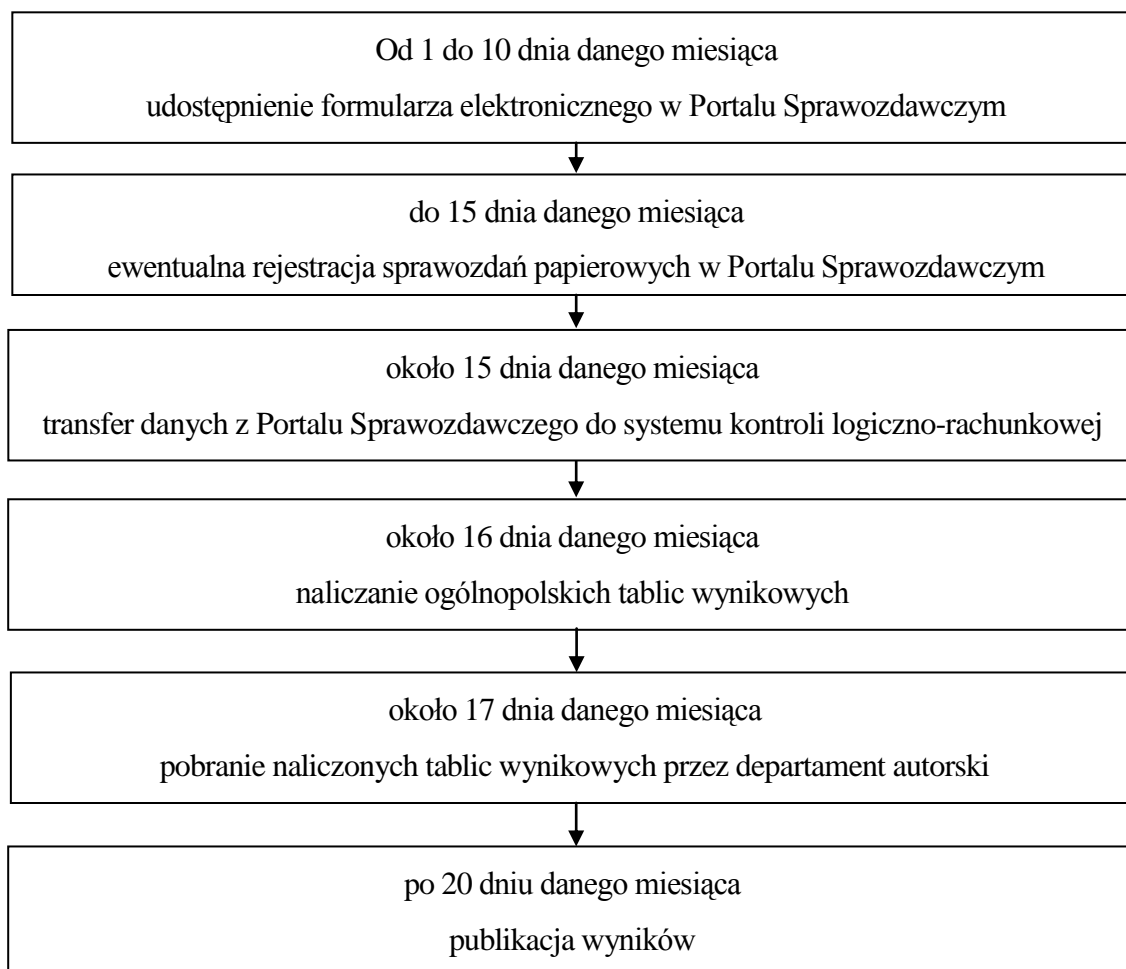 Od 1 do 10 dnia danego miesiąca
udostępnienie formularza elektronicznego w Portalu Sprawozdawczym
do 15 dnia danego miesiąca
ewentualna rejestracja sprawozdań papierowych w Portalu Sprawozdawczym
około 15 dnia danego miesiąca
transfer danych z Portalu Sprawozdawczego do systemu kontroli logiczno-rachunkowej
około 16 dnia danego miesiąca
naliczanie ogólnopolskich tablic wynikowych
około 17 dnia danego miesiąca
pobranie naliczonych tablic wynikowych przez departament autorski
po 20 dniu danego miesiąca
publikacja wyników